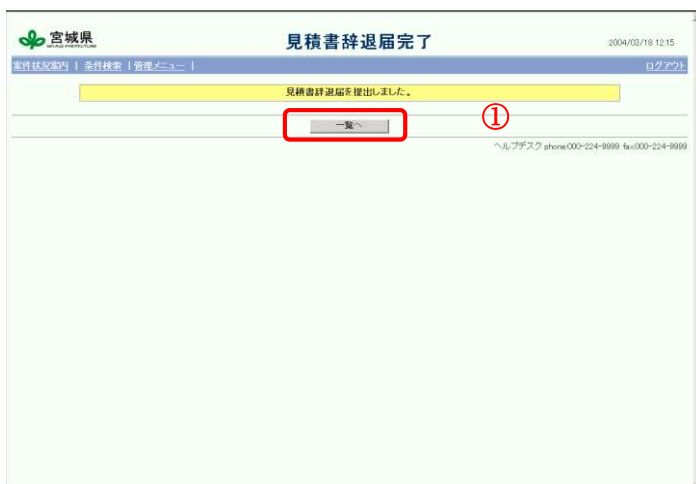 宮城県
MIYAGI PREFECTURE
見積書辞退届完了
2004/03/18 12:15
案件状況案内 | 条件検索 | 管理メニュー |
ログアウト
見積書辞退届を提出しました。
一覧へ
①
ヘルプデスク phone:000-224-9999 fax:000-224-9999